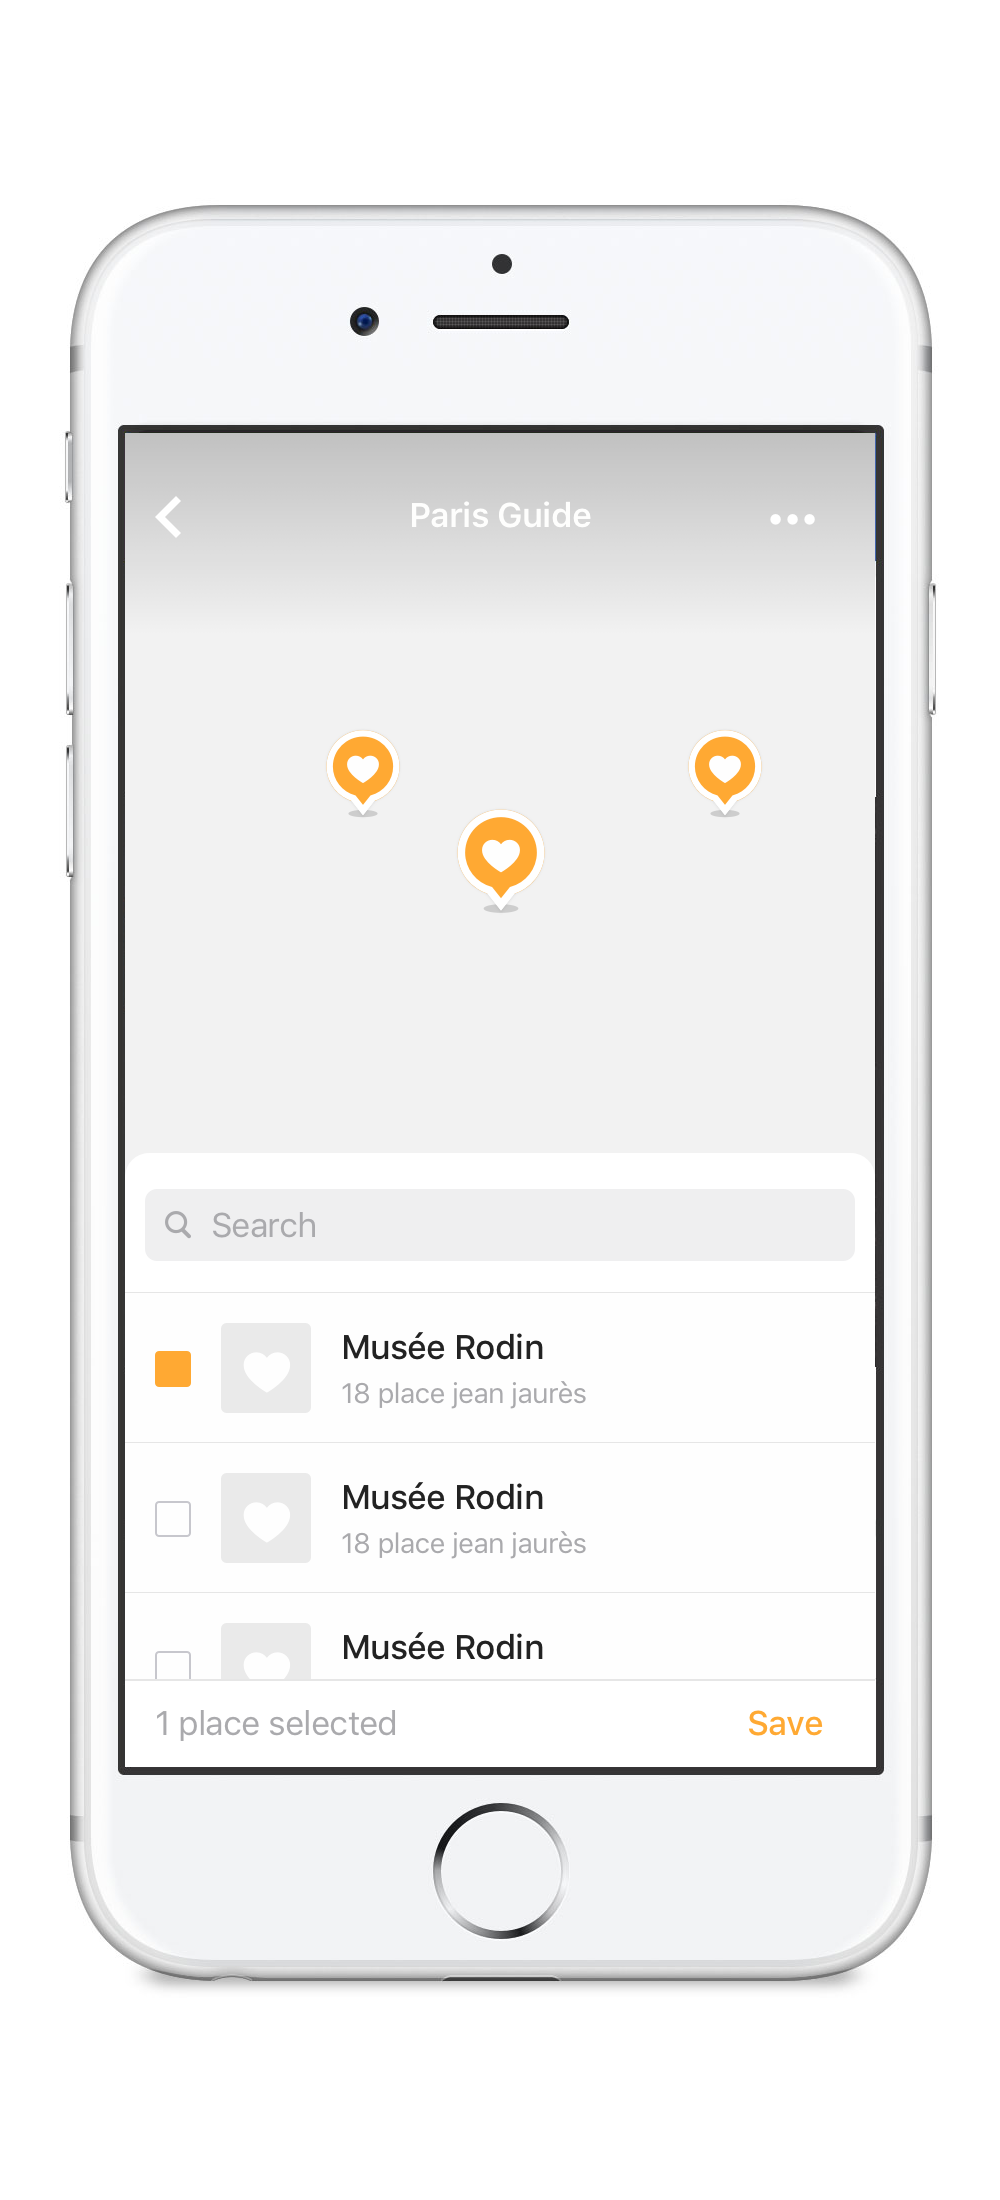 Paris Guide
Search
Musée Rodin
18 place jean jaurès
Musée Rodin
18 place jean jaurès
Musée Rodin
1 place selected
Save